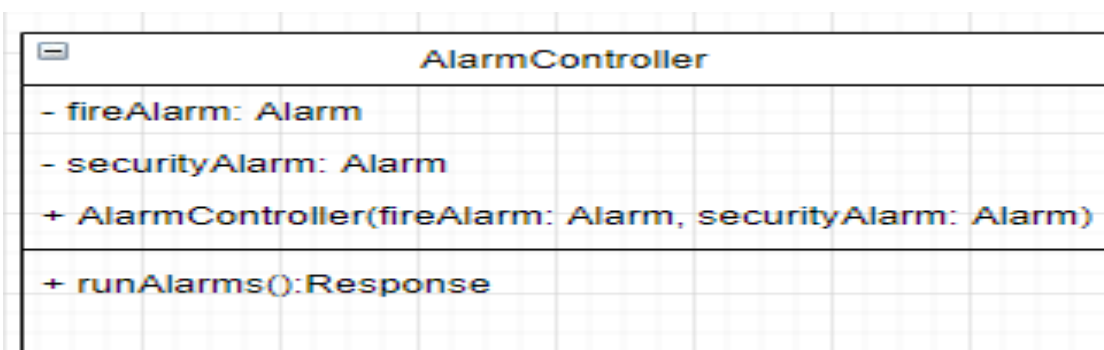 AlarmController
- fireAlarm: Alarm
- securityAlarm: Alarm
+ AlarmController(fireAlarm: Alarm, securityAlarm: Alarm)
+ runAlarms():Response